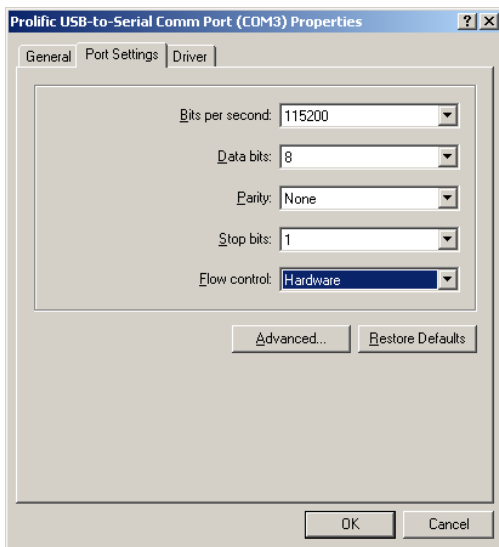 Prolific USB-to-Serial Comm Port (COM3) Properties
General Port Settings Driver
Bits per second: 115200
Data bits: 8
Parity: None
Stop bits: 1
Flow control: Hardware
Advanced... Restore Defaults
OK Cancel